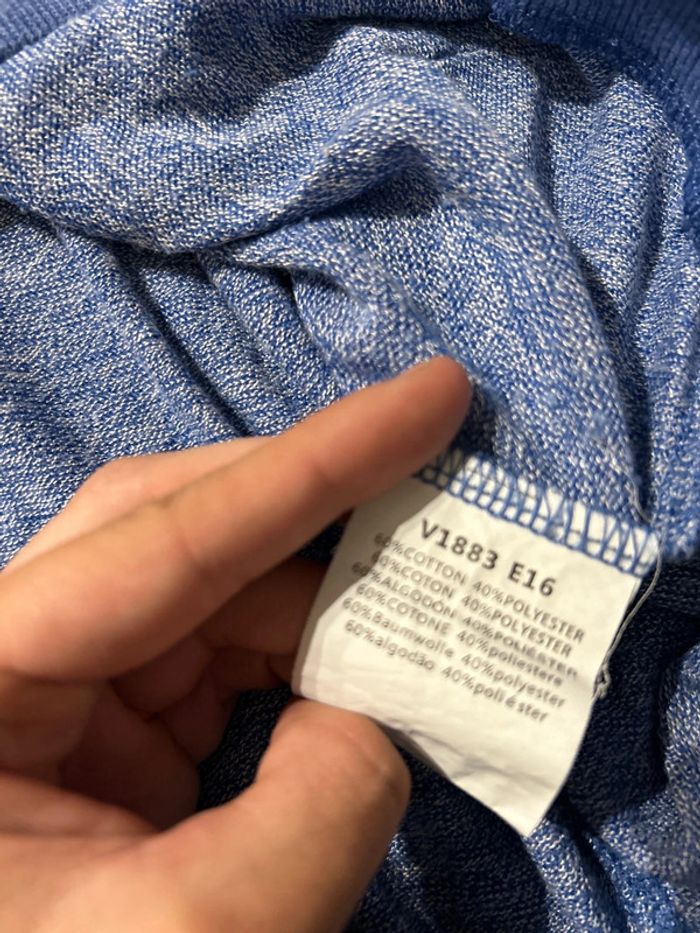 V1883 E16
60%COTTON 40%POLYESTER
60%COTON 40%POLYESTER
60%ALGODÓN 40%POLIÉSTER
60%COTONE 40%poliestere
60%Baumwolle 40%polyester
60%algodão 40%poliéster